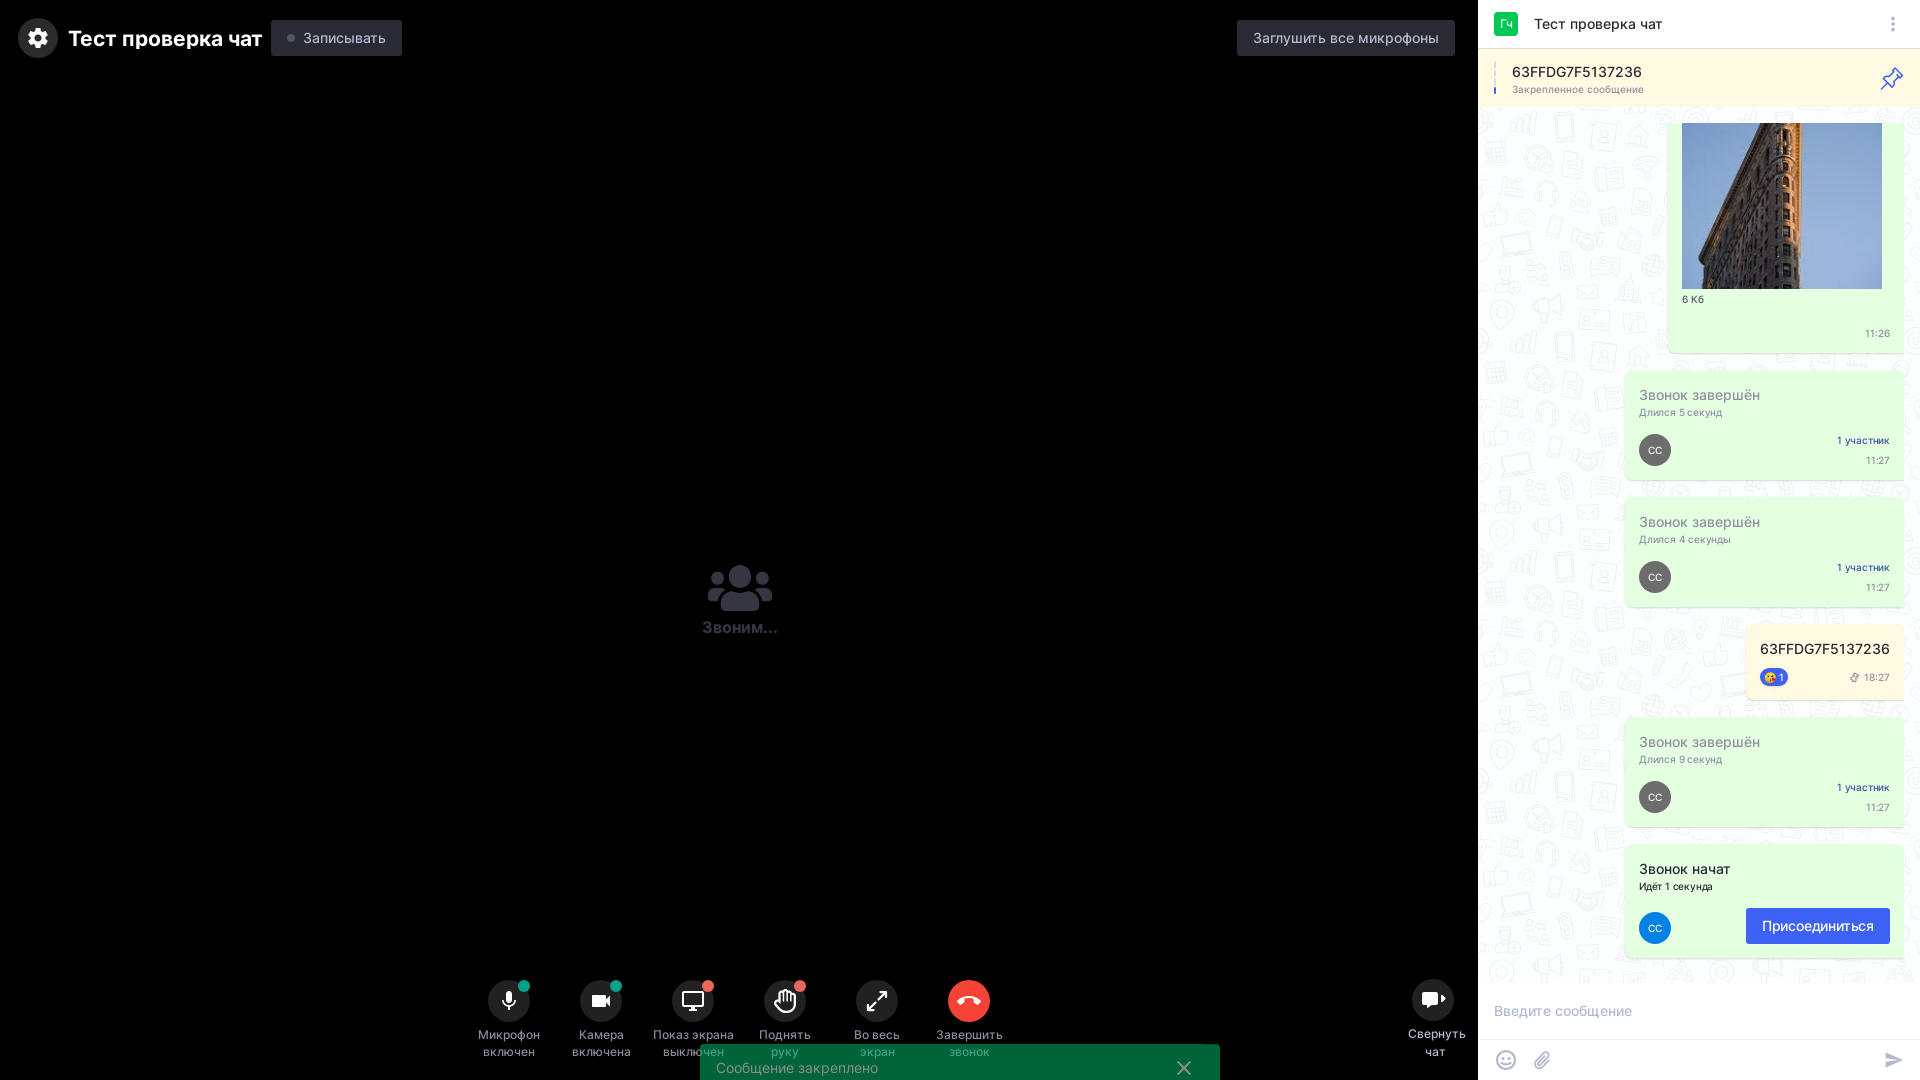 Тест проверка чат
Записывать
Заглушить все микрофоны
Гч
Тест проверка чат
63FFDG7F5137236
Закрепленное сообщение
6 Кб
11:26
Звонок завершён
Длился 5 секунд
СС
1 участник
11:27
Звонок завершён
Длился 4 секунды
СС
1 участник
11:27
Звоним...
63FFDG7F5137236
1
18:27
Звонок завершён
Длился 9 секунд
СС
1 участник
11:27
Звонок начат
Идёт 1 секунда
СС
Присоединиться
Микрофон
включен
Камера
включена
Показ экрана
выключен
Поднять
руку
Во весь
экран
Завершить
звонок
Свернуть
чат
Введите сообщение
Сообщение закреплено